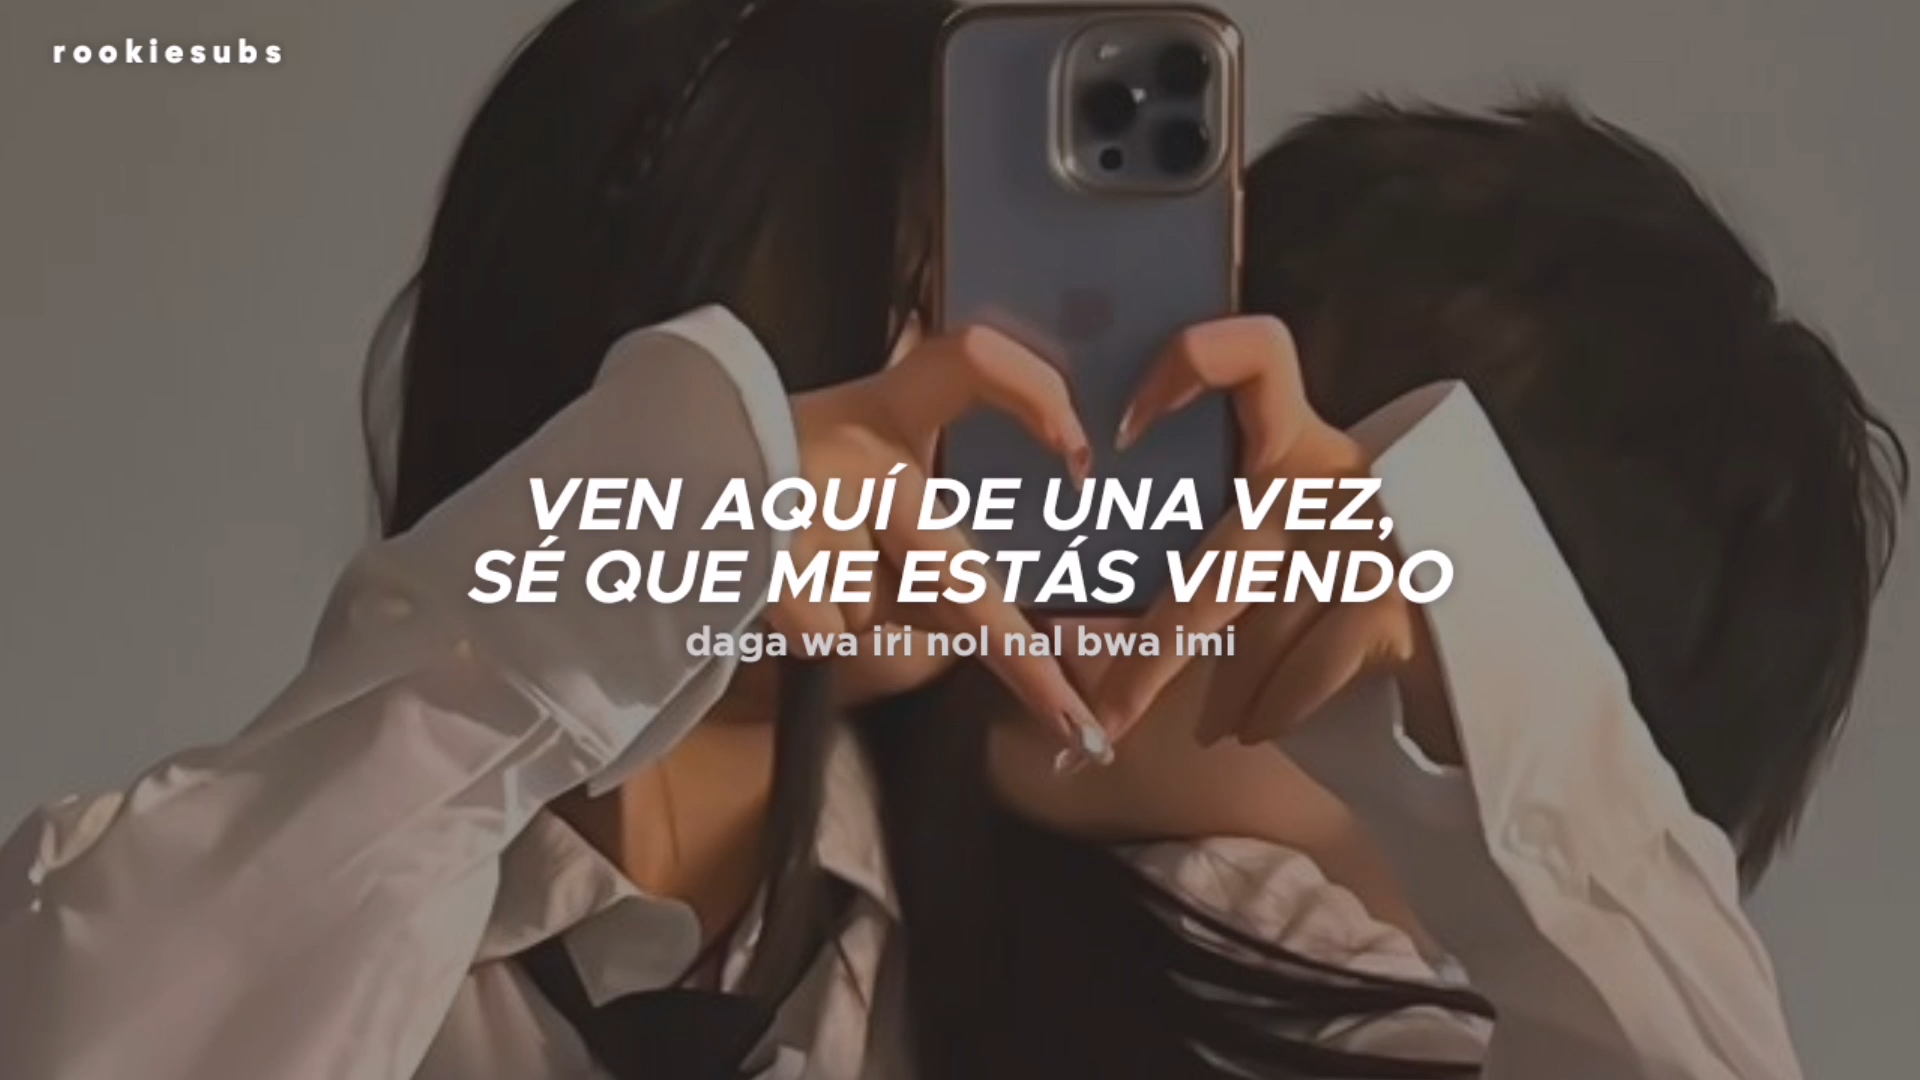 rookiesubs
VEN AQUÍ DE UNA VEZ,
SÉ QUE ME ESTÁS VIENDO
daga wa iri nol nal bwa imi